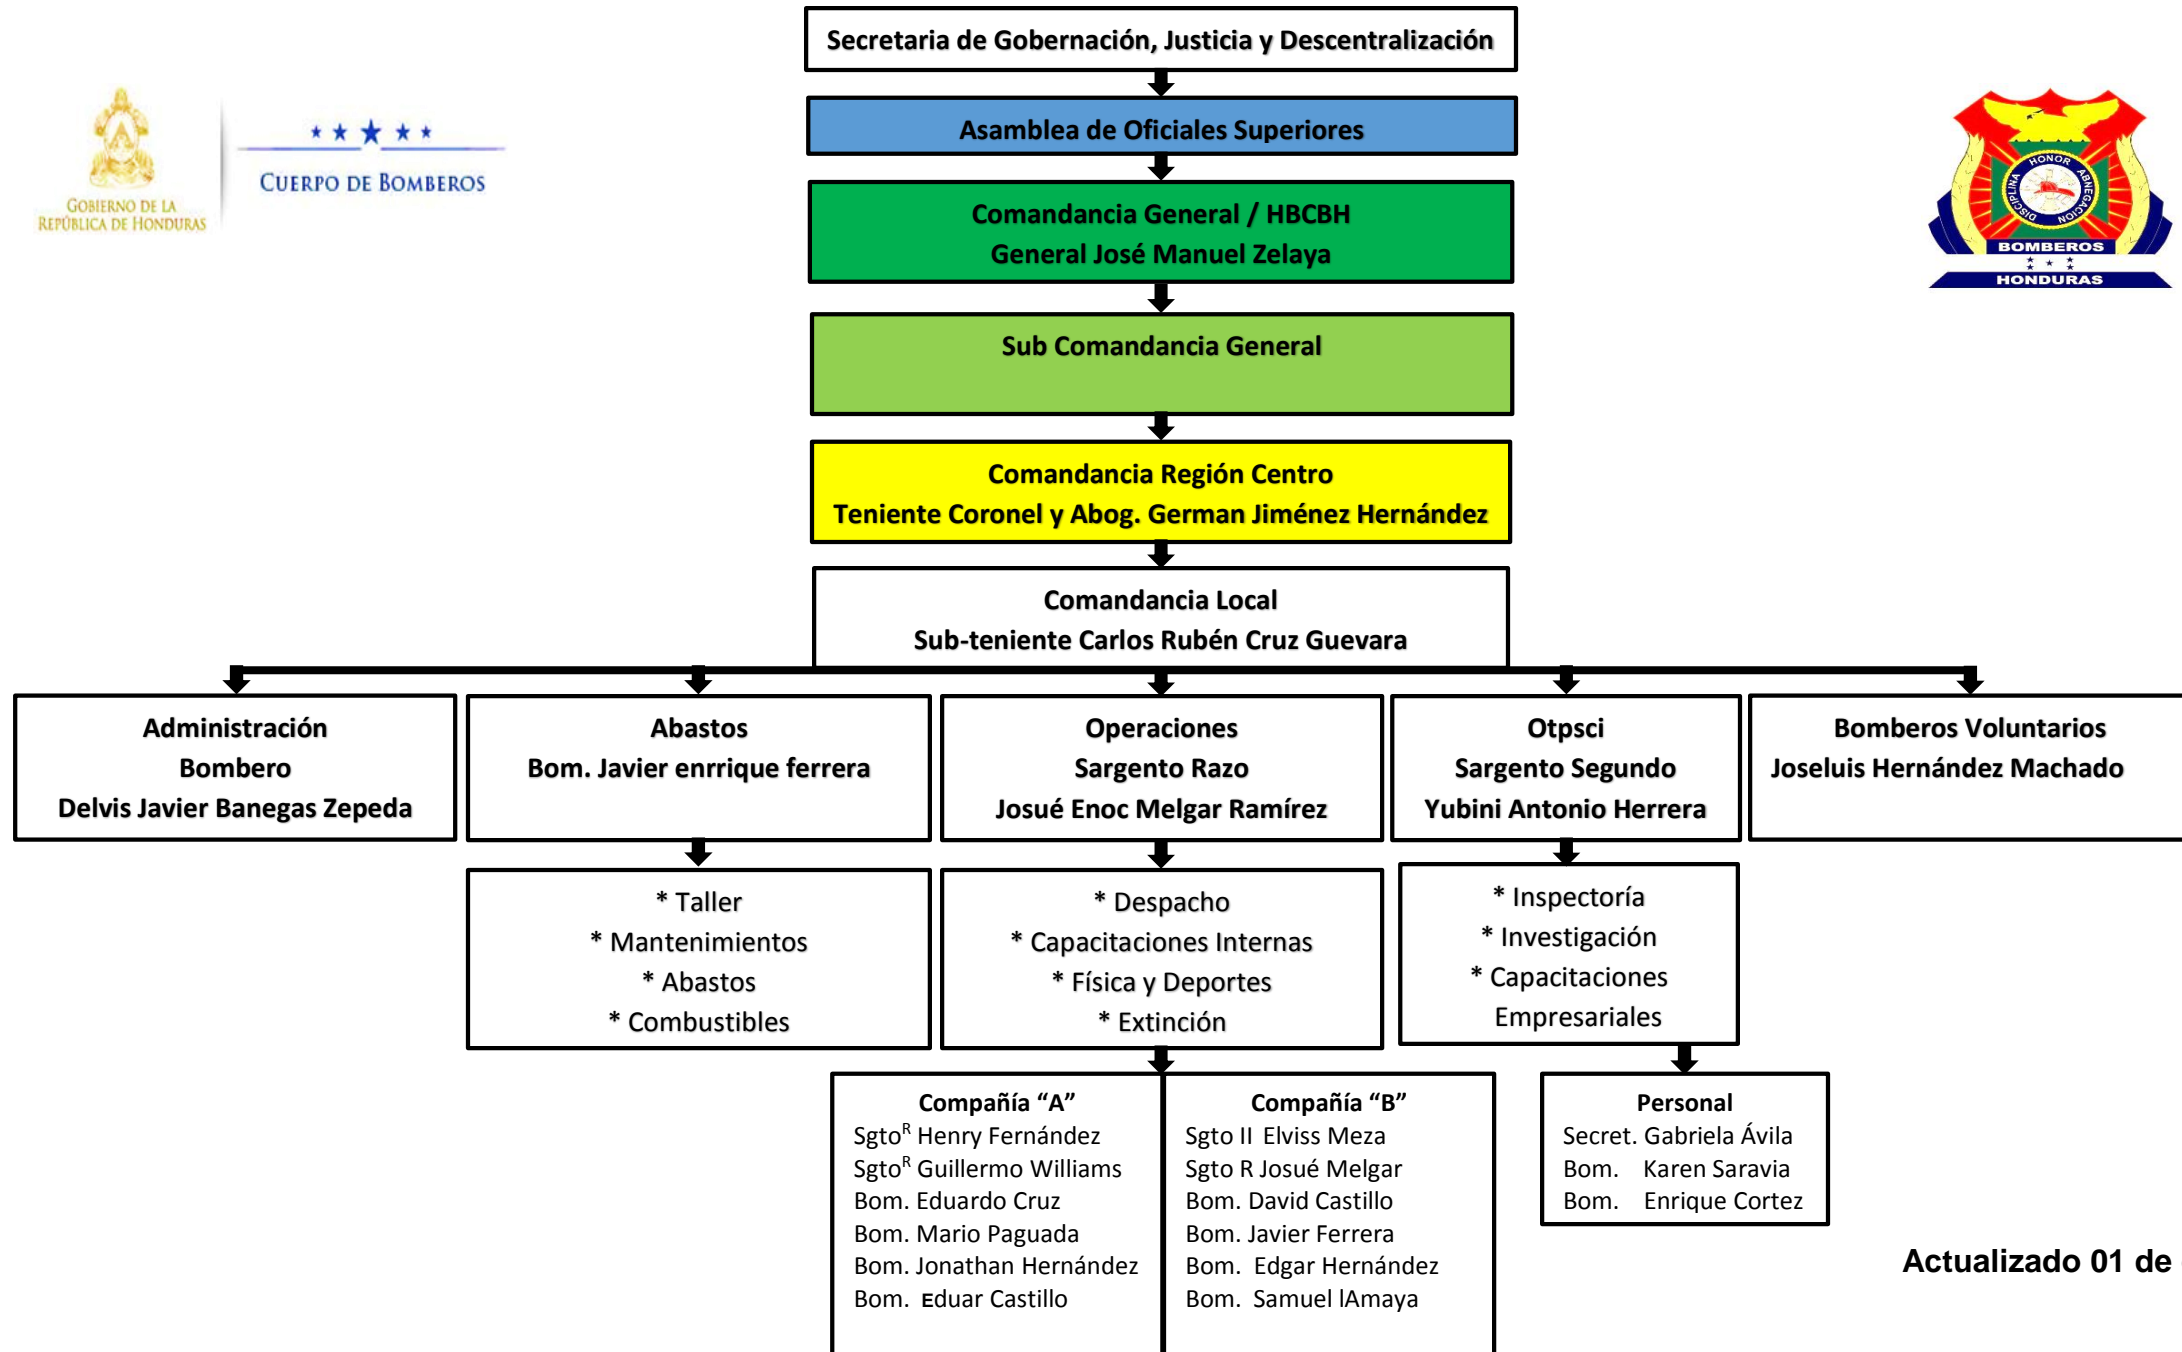 Secretaria de Gobernación, Justicia y Descentralización
GOBIERNO DE LA
REPÚBLICA DE HONDURAS
CUERPO DE BOMBEROS
Asamblea de Oficiales Superiores
HONOR
DISCIPLINA
ABNEGACION
BOMBEROS
HONDURAS
Comandancia General / HBCBH
General José Manuel Zelaya
Sub Comandancia General
Comandancia Región Centro
Teniente Coronel y Abog. German Jiménez Hernández
Comandancia Local
Sub-teniente Carlos Rubén Cruz Guevara
Administración
Bombero
Delvis Javier Banegas Zepeda
Abastos
Bom. Javier enrrique ferrera
Operaciones
Sargento Razo
Josué Enoc Melgar Ramírez
Otpsci
Sargento Segundo
Yubini Antonio Herrera
Bomberos Voluntarios
Joseluis Hernández Machado
* Taller
* Mantenimientos
* Abastos
* Combustibles
* Despacho
* Capacitaciones Internas
* Física y Deportes
* Extinción
* Inspectoría
* Investigación
* Capacitaciones
Empresariales
Compañía “A”
Sgto^R Henry Fernández
Sgto^R Guillermo Williams
Bom. Eduardo Cruz
Bom. Mario Paguada
Bom. Jonathan Hernández
Bom. Eduar Castillo
Compañía “B”
Sgto II Elviss Meza
Sgto R Josué Melgar
Bom. David Castillo
Bom. Javier Ferrera
Bom. Edgar Hernández
Bom. Samuel lAmaya
Personal
Secret. Gabriela Ávila
Bom. Karen Saravia
Bom. Enrique Cortez
Actualizado 01 de